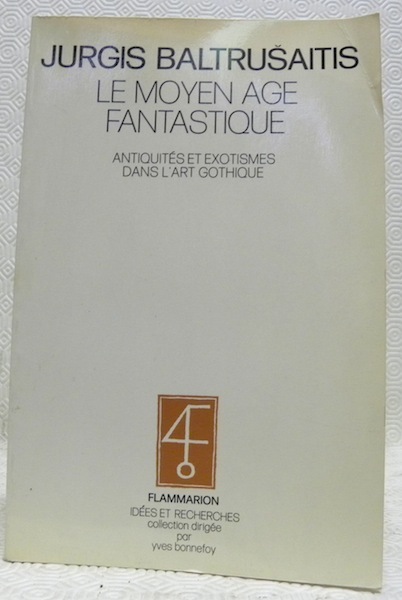 JURGIS BALTRUŠAITIS
LE MOYEN AGE
FANTASTIQUE
ANTIQUITÉS ET EXOTISMES
DANS L'ART GOTHIQUE
4F
FLAMMARION
IDÉES ET RECHERCHES
collection dirigée
par
yves bonnefoy